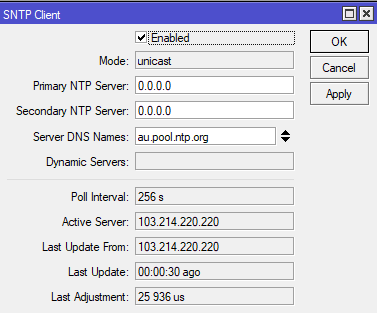 SNTP Client
Enabled
OK
Mode: unicast
Cancel
Primary NTP Server: 0.0.0.0
Apply
Secondary NTP Server: 0.0.0.0
Server DNS Names: au.pool.ntp.org
Dynamic Servers:
Poll Interval: 256 s
Active Server: 103.214.220.220
Last Update From: 103.214.220.220
Last Update: 00:00:30 ago
Last Adjustment: 25 936 us